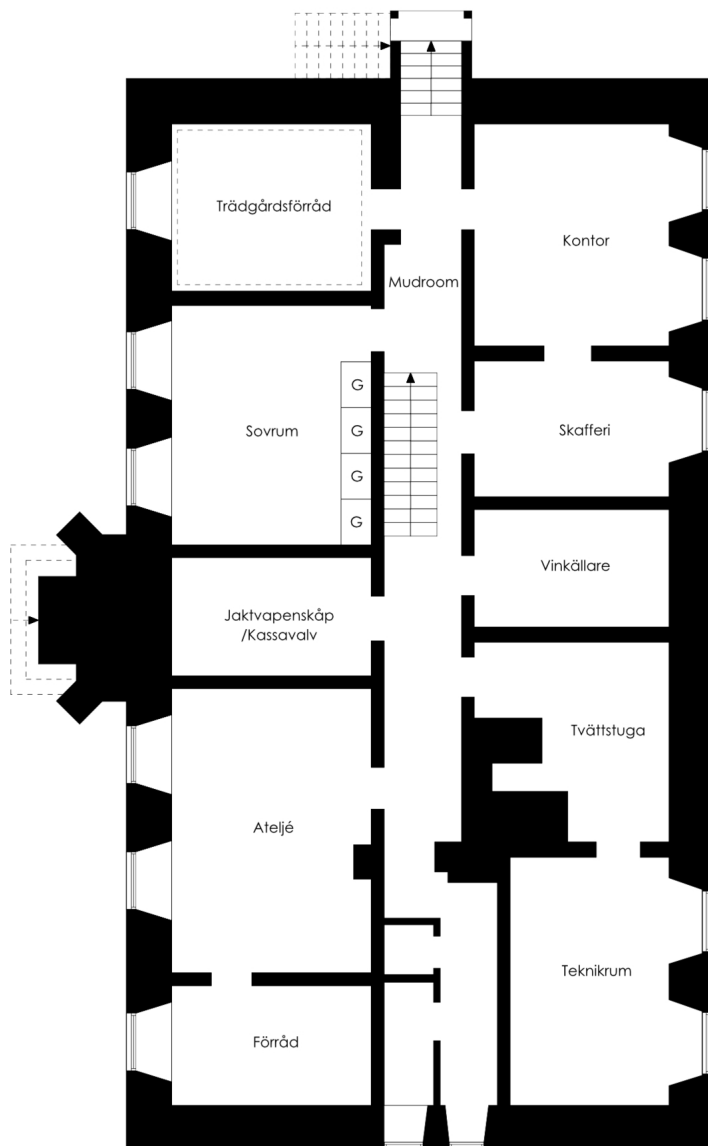 Trädgårdsförråd
Kontor
Mudroom
G
Sovrum
G
Skafferi
G
G
Vinkällare
Jaktvapenskåp
/Kassavalv
Tvättstuga
Ateljé
Teknikrum
Förråd